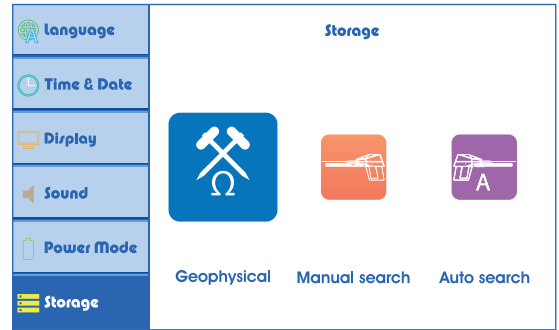 Language
Time & Date
Display
Sound
Power Mode
Storage
Storage
Ω
A
Geophysical
Manual search
Auto search